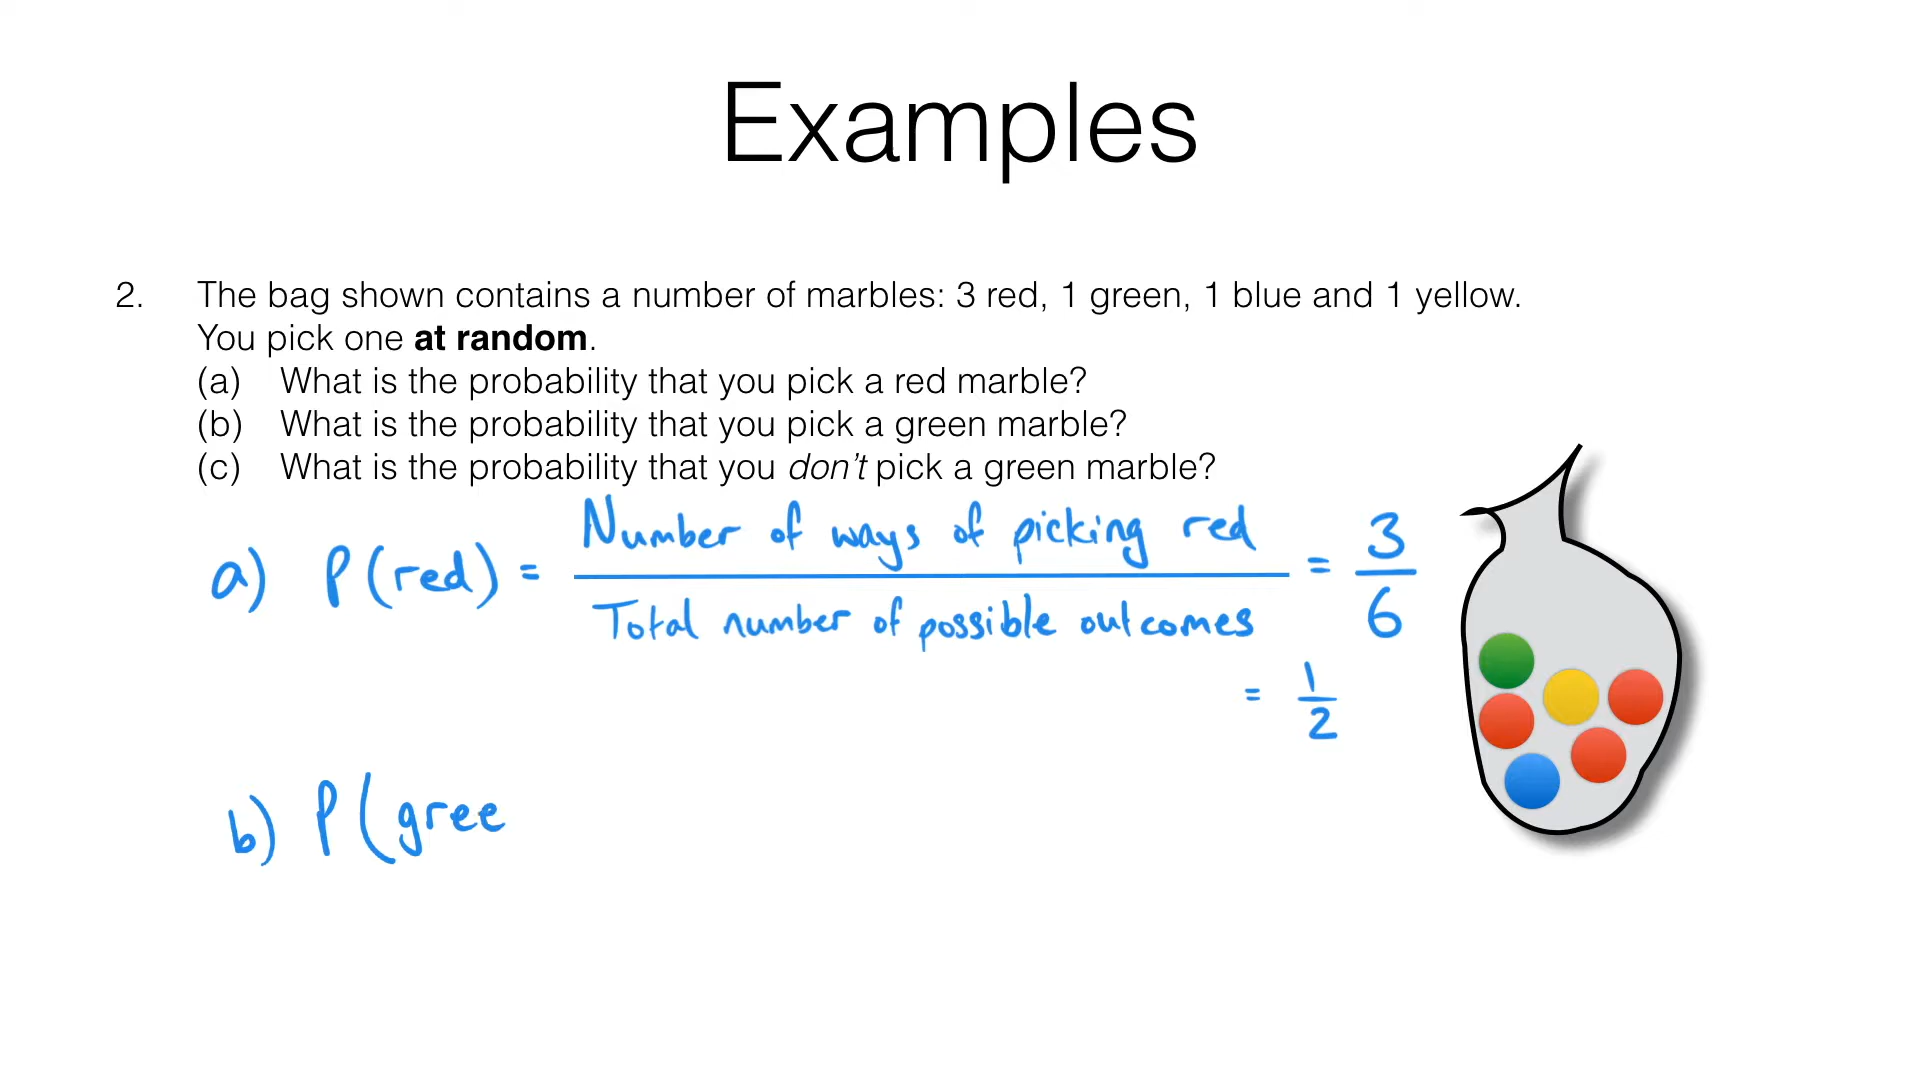 Examples
2. The bag shown contains a number of marbles: 3 red, 1 green, 1 blue and 1 yellow.
You pick one at random.
(a) What is the probability that you pick a red marble?
(b) What is the probability that you pick a green marble?
(c) What is the probability that you don't pick a green marble?
a) P(red) = Number of ways of picking red / Total number of possible outcomes = 3/6
= 1/2
b) P(gree